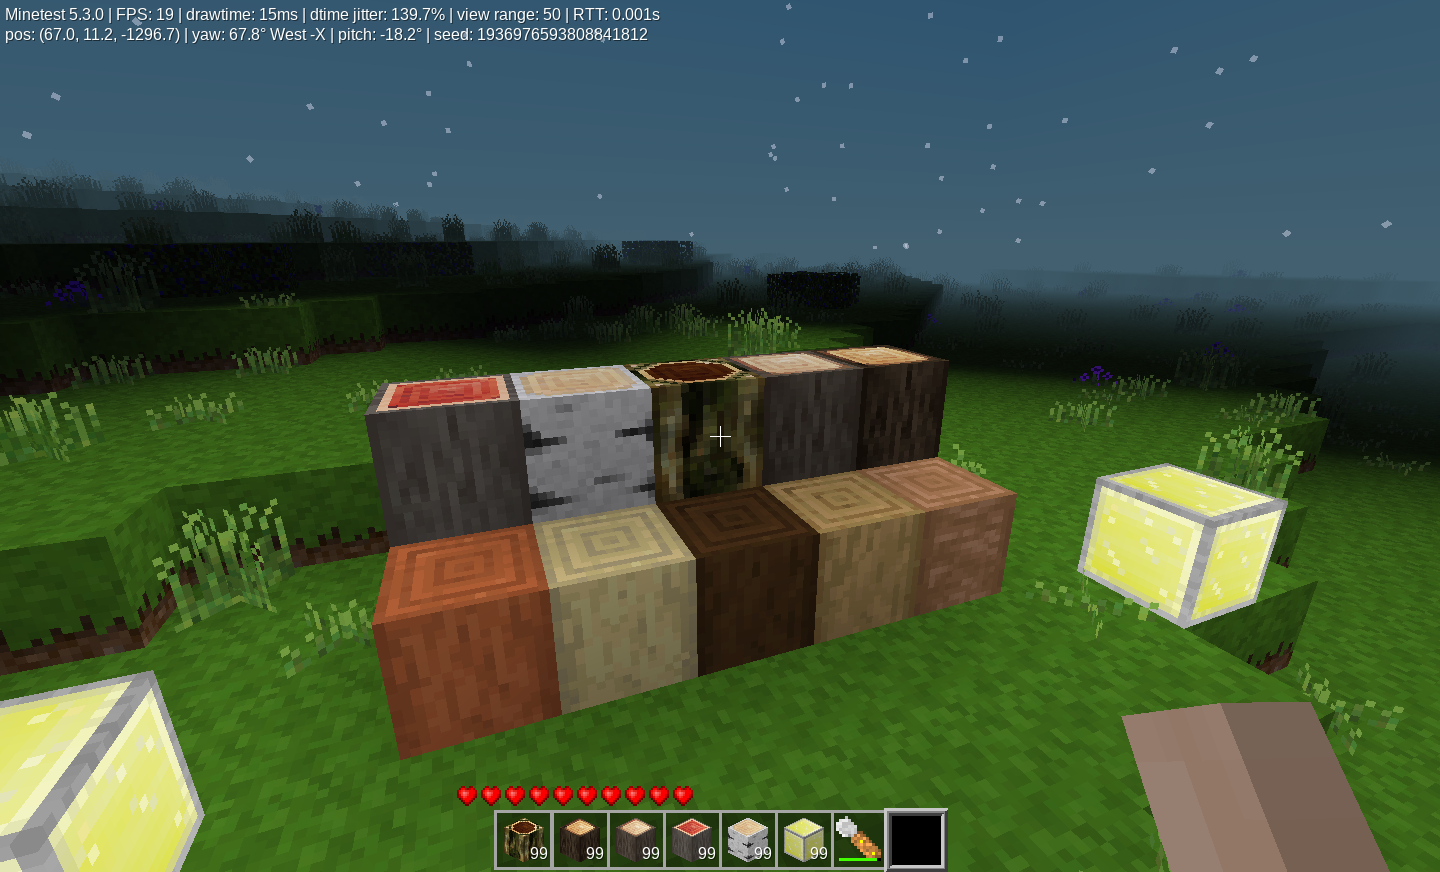 Minetest 5.3.0 | FPS: 19 | drawtime: 15ms | dtime jitter: 139.7% | view range: 50 | RTT: 0.001s
pos: (67.0, 11.2, -1296.7) | yaw: 67.8° West -X | pitch: -18.2° | seed: 1936976593808841812
99 99 99 99 99 99